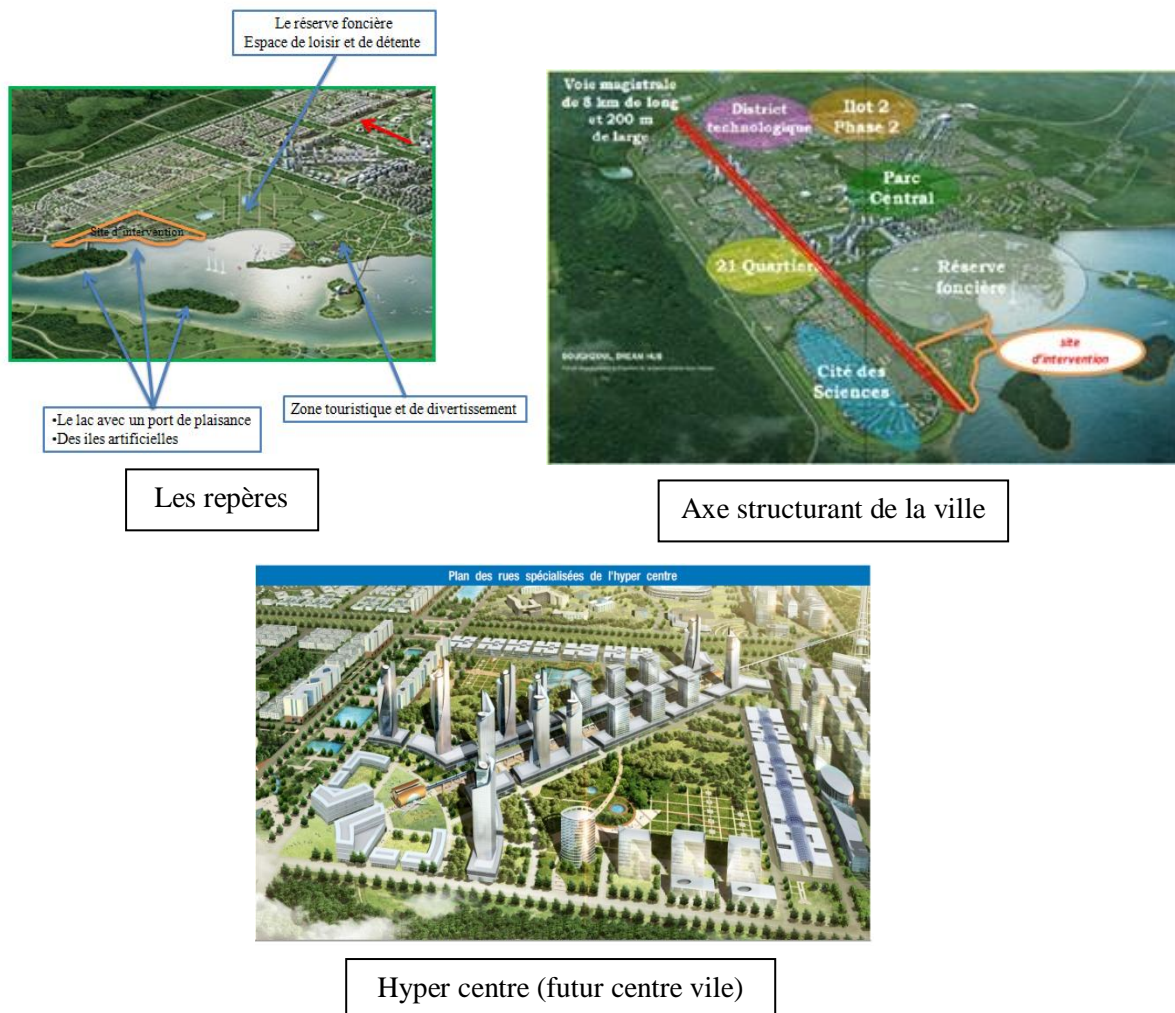 Le réserve foncière
Espace de loisir et de détente
Site d'intervention
•Le lac avec un port de plaisance
•Des iles artificielles
Zone touristique et de divertissement
Les repères
Voie magistrale
de 8 km de long
et 200 m
de large
District
technologique
Ilot 2
Phase 2
Parc
Central
21 Quartier
Réserve
foncière
site
d'intervention
Cité des
Sciences
DREAM HUB
Axe structurant de la ville
Plan des rues spécialisées de l'hyper centre
Hyper centre (futur centre vile)